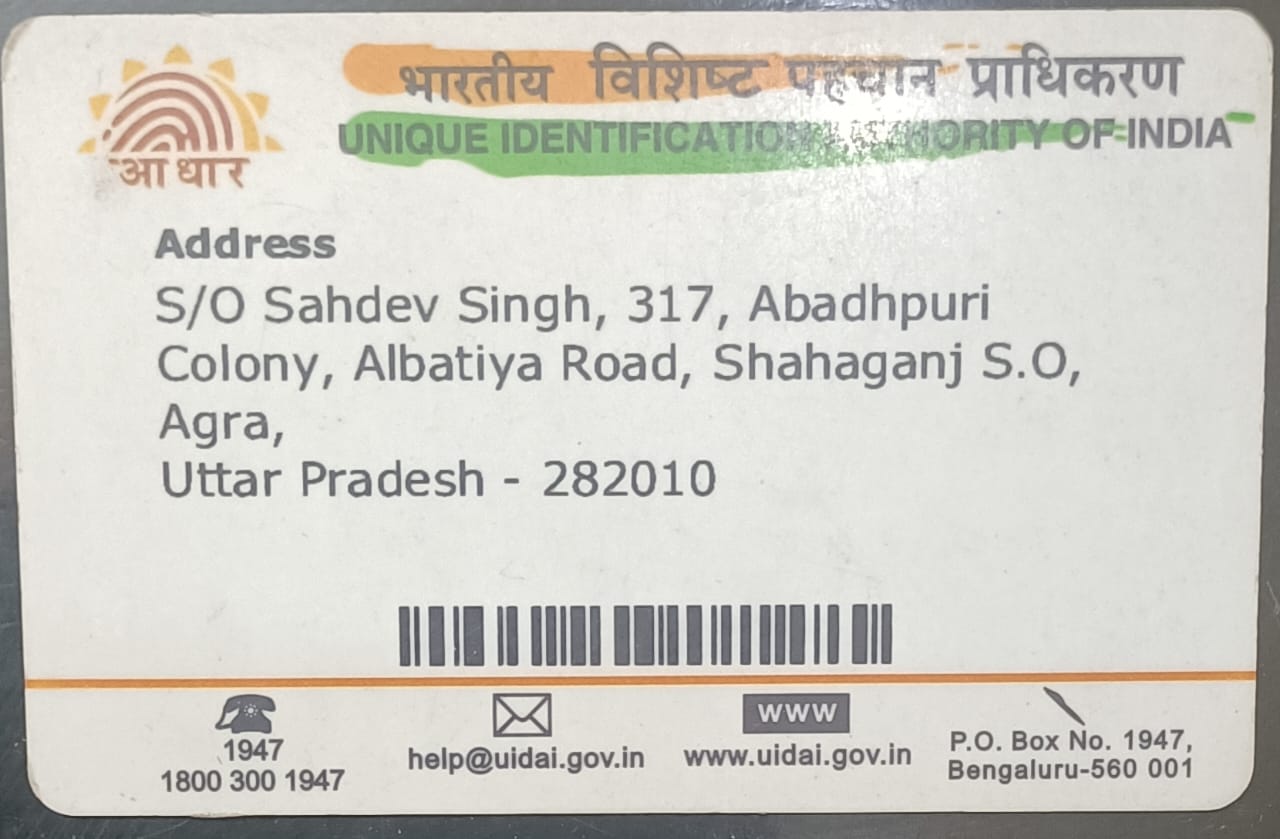 भारतीय विशिष्ट पहचान प्राधिकरण
UNIQUE IDENTIFICATION AUTHORITY OF INDIA
आधार
Address
S/O Sahdev Singh, 317, Abadhpuri
Colony, Albatiya Road, Shahaganj S.O,
Agra,
Uttar Pradesh - 282010
1947
1800 300 1947
help@uidai.gov.in
www
www.uidai.gov.in
P.O. Box No. 1947,
Bengaluru-560 001